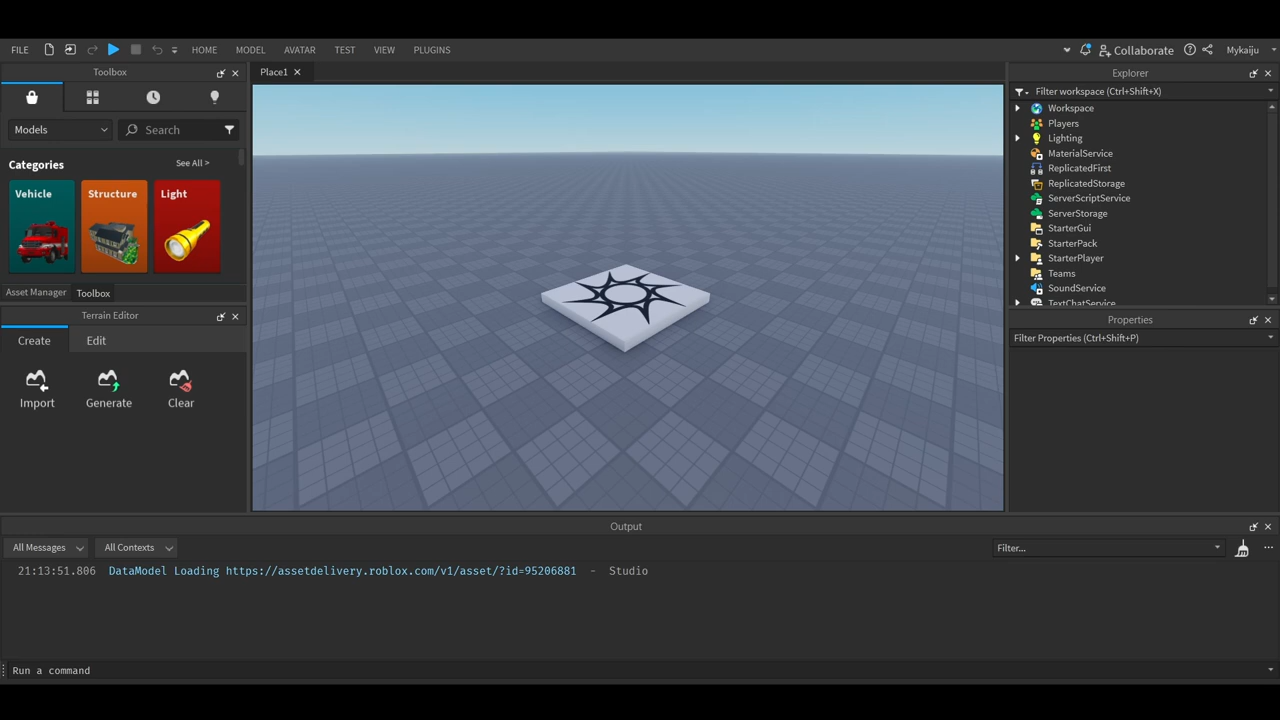 FILE HOME MODEL AVATAR TEST VIEW PLUGINS Collaborate Mykaiju
Toolbox
Models Search
Categories See All >
Vehicle Structure Light
Asset Manager Toolbox
Terrain Editor
Create Edit
Import Generate Clear
Place1
Explorer
Filter workspace (Ctrl+Shift+X)
Workspace
Players
Lighting
MaterialService
ReplicatedFirst
ReplicatedStorage
ServerScriptService
ServerStorage
StarterGui
StarterPack
StarterPlayer
Teams
SoundService
TextChatService
Properties
Filter Properties (Ctrl+Shift+P)
Output
All Messages All Contexts Filter...
21:13:51.806 DataModel Loading https://assetdelivery.roblox.com/v1/asset/?id=95206881 - Studio
Run a command